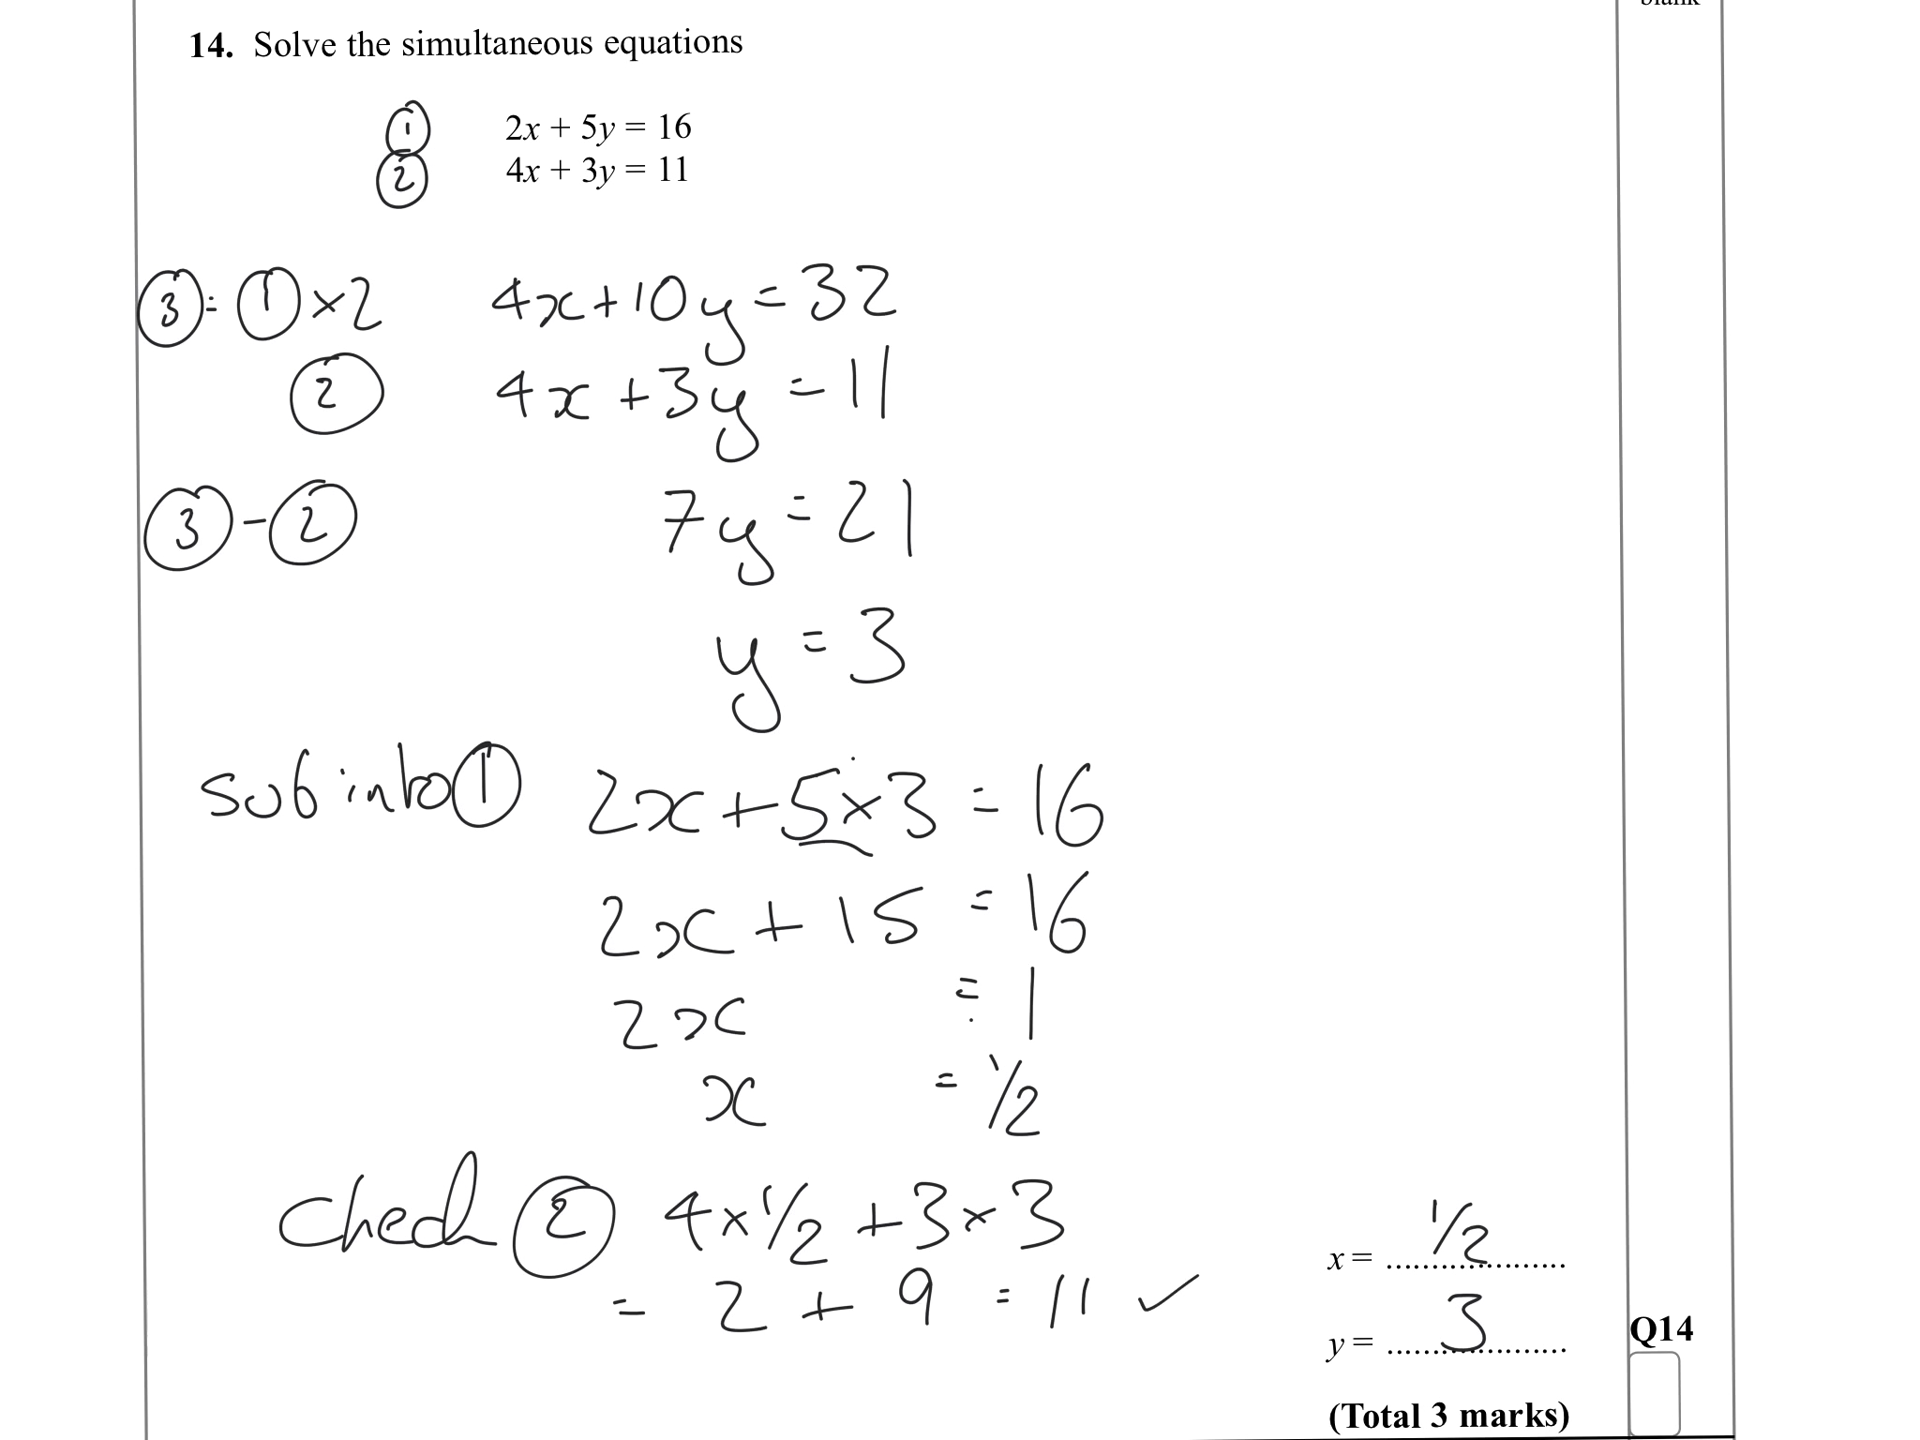 blank
14. Solve the simultaneous equations
① 2x + 5y = 16
② 4x + 3y = 11
③ = ① × 2 4x + 10y = 32
② 4x + 3y = 11
③ - ② 7y = 21
y = 3
Sub into ① 2x + 5 × 3 = 16
2x + 15 = 16
2x = 1
x = 1/2
Check ② 4 × 1/2 + 3 × 3
= 2 + 9 = 11 ✓
x = 1/2
y = 3
Q14
(Total 3 marks)